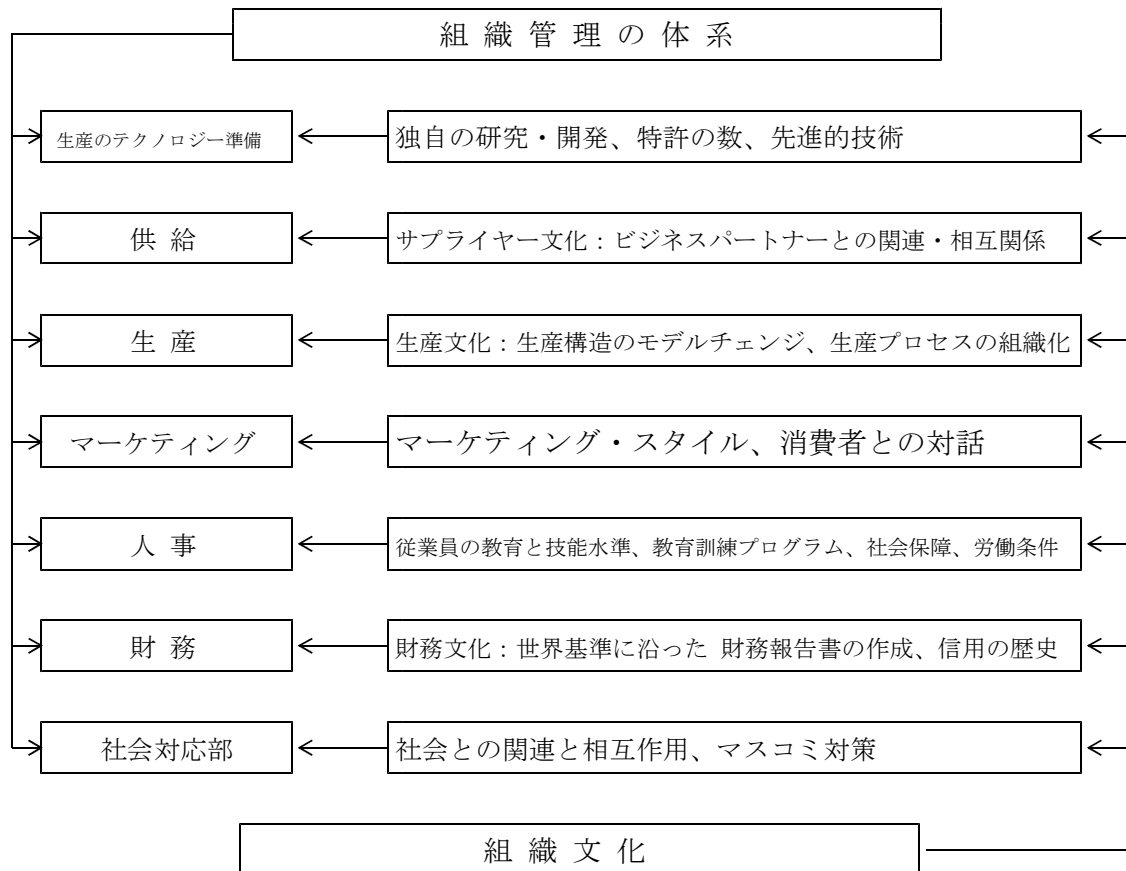 組織管理の体系
生産のテクノロジー準備
独自の研究・開発、特許の数、先進的技術
供給
サプライヤー文化：ビジネスパートナーとの関連・相互関係
生産
生産文化：生産構造のモデルチェンジ、生産プロセスの組織化
マーケティング
マーケティング・スタイル、消費者との対話
人事
従業員の教育と技能水準、教育訓練プログラム、社会保障、労働条件
財務
財務文化：世界基準に沿った 財務報告書の作成、信用の歴史
社会対応部
社会との関連と相互作用、マスコミ対策
組織文化